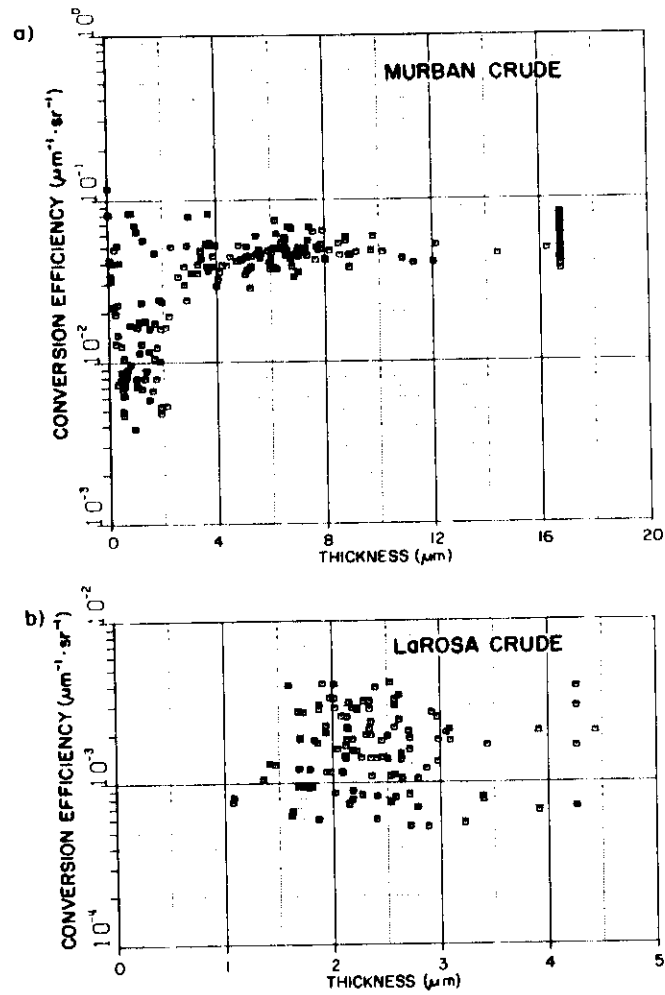 a)
MURBAN CRUDE
CONVERSION EFFICIENCY (μm⁻¹·sr⁻¹)
10⁰
10⁻¹
10⁻²
10⁻³
0 4 8 12 16 20
THICKNESS (μm)
b)
LaROSA CRUDE
CONVERSION EFFICIENCY (μm⁻¹·sr⁻¹)
10⁻²
10⁻³
10⁻⁴
0 1 2 3 4 5
THICKNESS (μm)